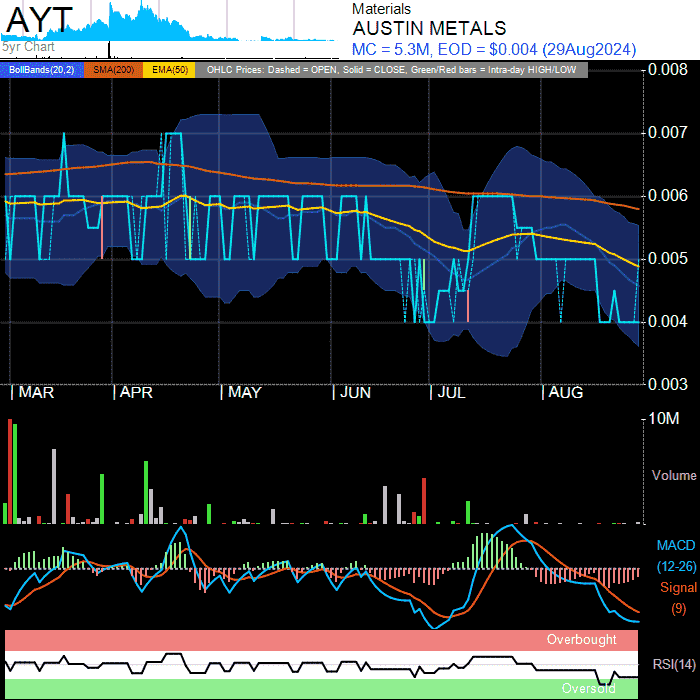 AYT
5yr Chart
Materials
AUSTIN METALS
MC = 5.3M, EOD = $0.004 (29Aug2024)
BollBands(20,2) SMA(200) EMA(50) OHLC Prices: Dashed = OPEN, Solid = CLOSE, Green/Red bars = Intra-day HIGH/LOW
0.008
0.007
0.006
0.005
0.004
0.003
MAR APR MAY JUN JUL AUG
10M
Volume
MACD
(12-26)
Signal
(9)
Overbought
RSI(14)
Oversold